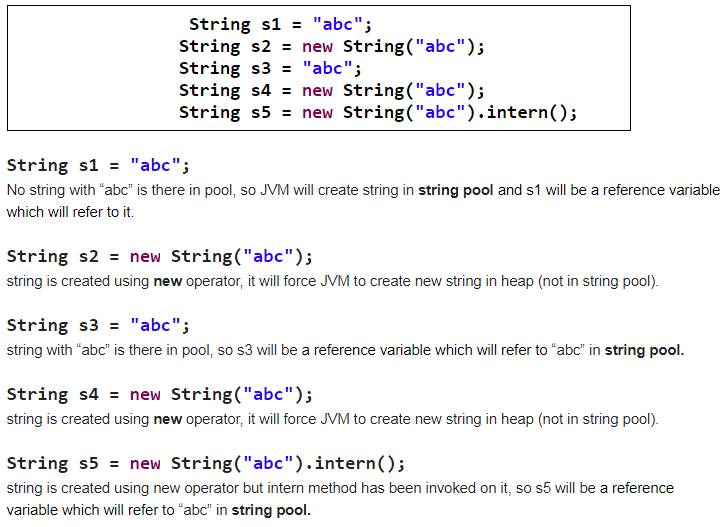 String s1 = "abc";
String s2 = new String("abc");
String s3 = "abc";
String s4 = new String("abc");
String s5 = new String("abc").intern();
String s1 = "abc";
No string with “abc” is there in pool, so JVM will create string in string pool and s1 will be a reference variable
which will refer to it.
String s2 = new String("abc");
string is created using new operator, it will force JVM to create new string in heap (not in string pool).
String s3 = "abc";
string with “abc” is there in pool, so s3 will be a reference variable which will refer to “abc” in string pool.
String s4 = new String("abc");
string is created using new operator, it will force JVM to create new string in heap (not in string pool).
String s5 = new String("abc").intern();
string is created using new operator but intern method has been invoked on it, so s5 will be a reference
variable which will refer to “abc” in string pool.